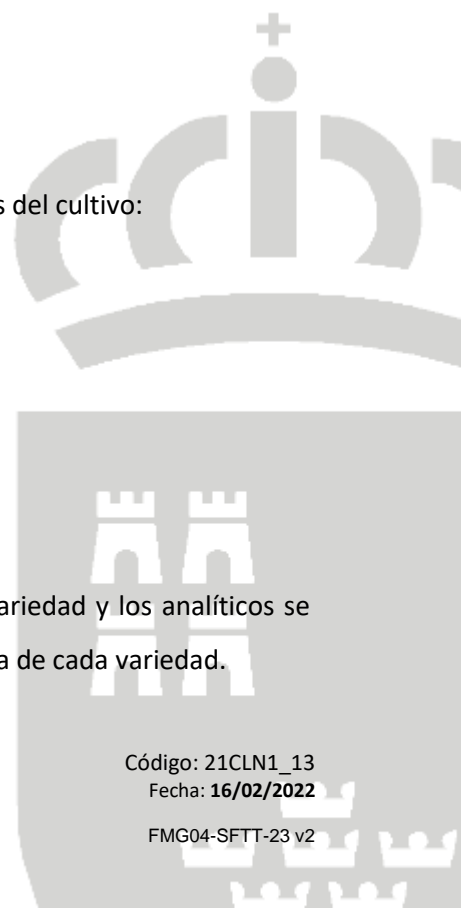 s del cultivo:
ariedad y los analíticos se
a de cada variedad.
Código: 21CLN1_13
Fecha: 16/02/2022
FMG04-SFTT-23 v2